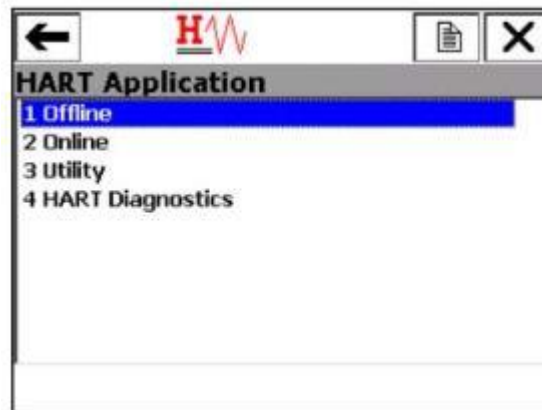 H
HART Application
1 Offline
2 Online
3 Utility
4 HART Diagnostics